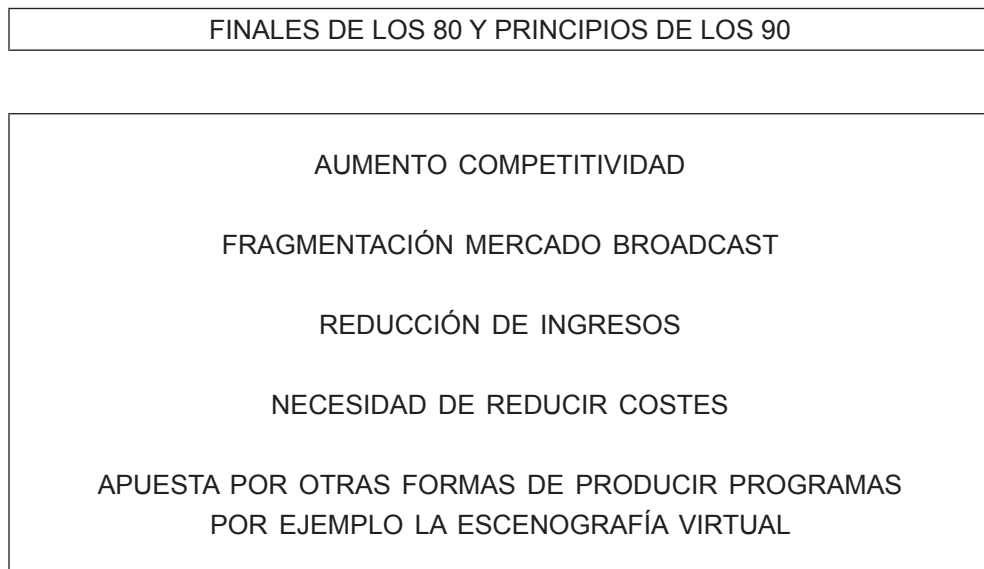 FINALES DE LOS 80 Y PRINCIPIOS DE LOS 90
AUMENTO COMPETITIVIDAD
FRAGMENTACIÓN MERCADO BROADCAST
REDUCCIÓN DE INGRESOS
NECESIDAD DE REDUCIR COSTES
APUESTA POR OTRAS FORMAS DE PRODUCIR PROGRAMAS
POR EJEMPLO LA ESCENOGRAFÍA VIRTUAL